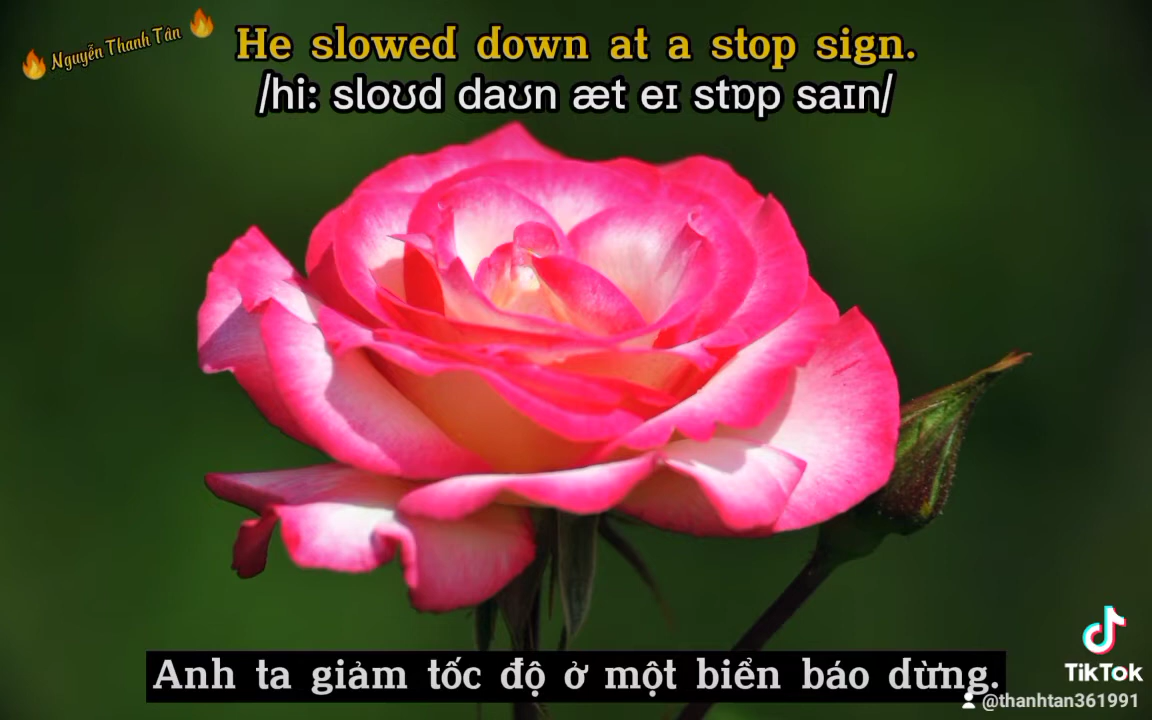 Nguyễn Thanh Tân
He slowed down at a stop sign.
/hi: sloʊd daʊn æt eɪ stɒp saɪn/
Anh ta giảm tốc độ ở một biển báo dừng.
TikTok
@thanhtan361991